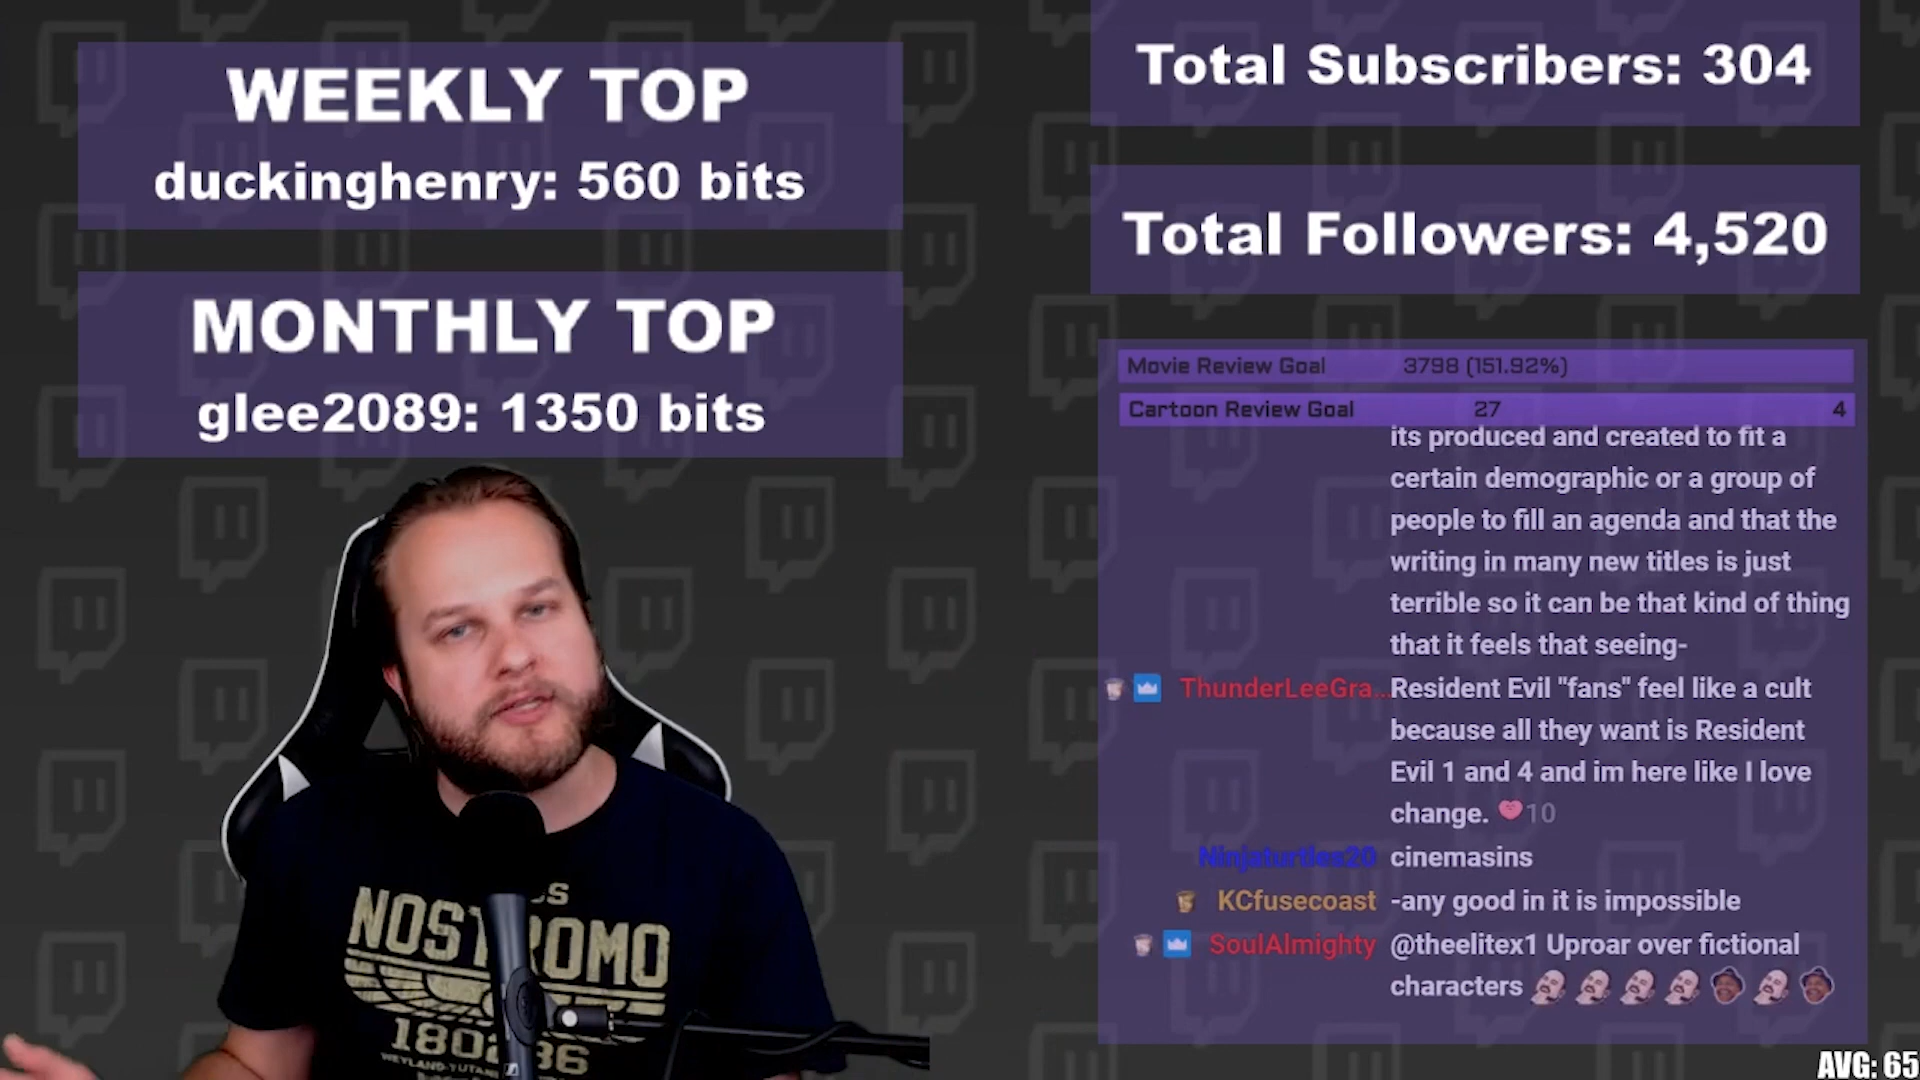 WEEKLY TOP
duckinghenry: 560 bits
MONTHLY TOP
glee2089: 1350 bits
Total Subscribers: 304
Total Followers: 4,520
Movie Review Goal 3798 (151.92%)
Cartoon Review Goal 27 4
its produced and created to fit a
certain demographic or a group of
people to fill an agenda and that the
writing in many new titles is just
terrible so it can be that kind of thing
that it feels that seeing-
ThunderLeeGra... Resident Evil "fans" feel like a cult
because all they want is Resident
Evil 1 and 4 and im here like I love
change. 10
Ninjaturtles20 cinemasins
KCfusecoast -any good in it is impossible
SoulAlmighty @theelitex1 Uproar over fictional
characters
NOSTROMO
AVG: 65